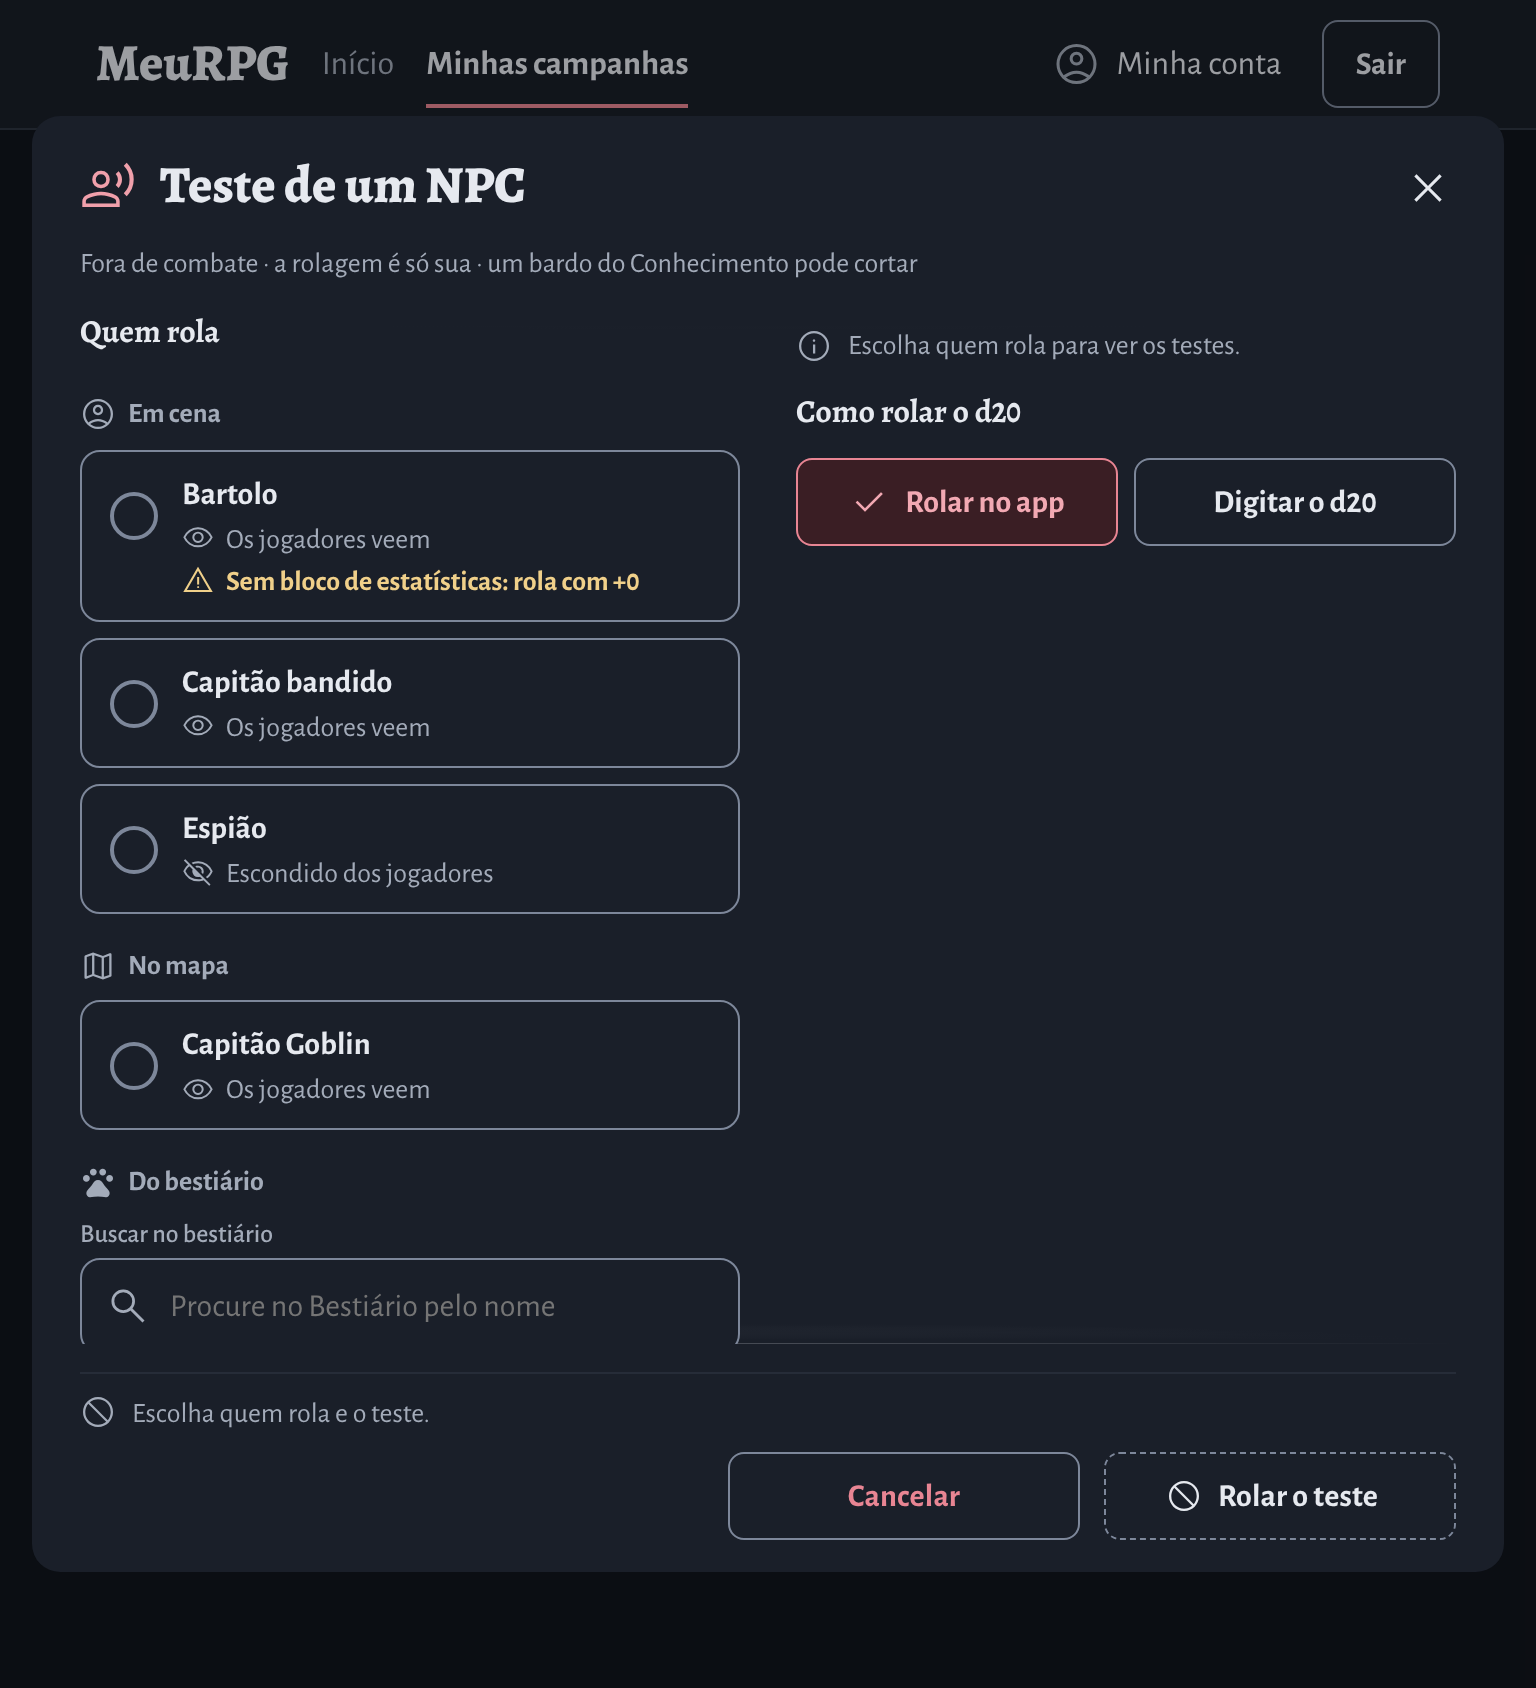 MeuRPG
Início
Minhas campanhas
Minha conta
Sair
Teste de um NPC
Fora de combate · a rolagem é só sua · um bardo do Conhecimento pode cortar
Quem rola
Em cena
Bartolo
Os jogadores veem
Sem bloco de estatísticas: rola com +0
Capitão bandido
Os jogadores veem
Espião
Escondido dos jogadores
No mapa
Capitão Goblin
Os jogadores veem
Do bestiário
Buscar no bestiário
Procure no Bestiário pelo nome
Escolha quem rola para ver os testes.
Como rolar o d20
Rolar no app
Digitar o d20
Escolha quem rola e o teste.
Cancelar
Rolar o teste